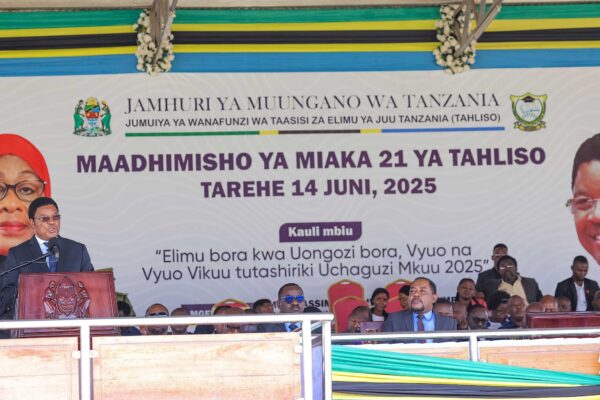 JAMHURI YA MUUNGANO WA TANZANIA
JUMUIYA YA WANAFUNZI WA TAASISI ZA ELIMU YA JUU TANZANIA (TAHLISO)
MAADHIMISHO YA MIAKA 21 YA TAHLISO
TAREHE 14 JUNI, 2025
Kauli mbiu
“Elimu bora kwa Uongozi bora, Vyuo na
Vyuo Vikuu tutashiriki Uchaguzi Mkuu 2025”